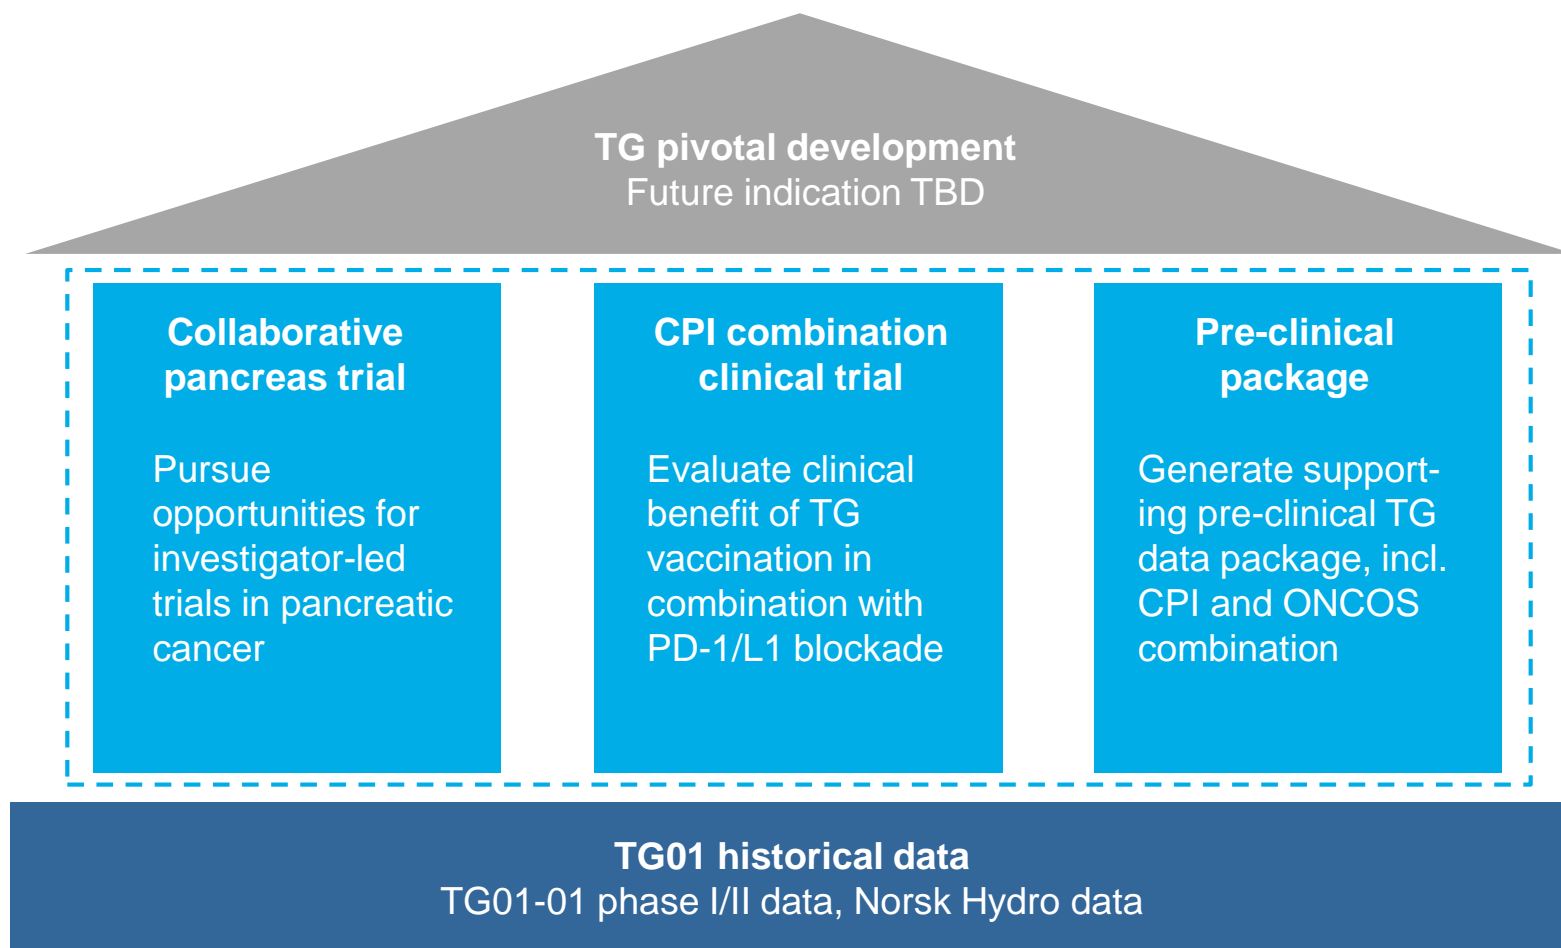 TG pivotal development
Future indication TBD
Collaborative
pancreas trial
Pursue
opportunities for
investigator-led
trials in pancreatic
cancer
CPI combination
clinical trial
Evaluate clinical
benefit of TG
vaccination in
combination with
PD-1/L1 blockade
Pre-clinical
package
Generate support-
ing pre-clinical TG
data package, incl.
CPI and ONCOS
combination
TG01 historical data
TG01-01 phase I/II data, Norsk Hydro data